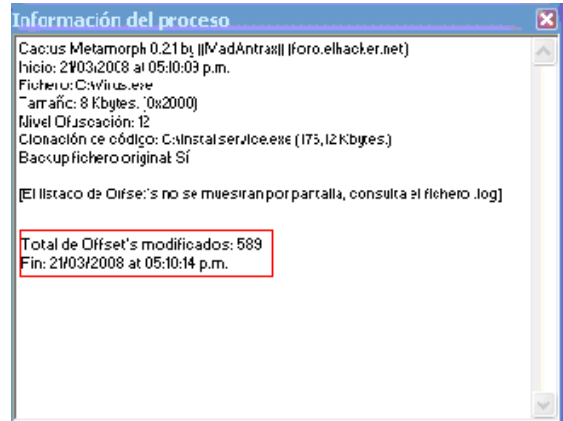 Información del proceso
Cactus Metamorph 0.21 by ||MadAntrax|| (foro.elhacker.net)
Inicio: 21/03/2008 at 05:10:09 p.m.
Fichero: C:\Virus.exe
Tamaño: 8 Kbytes. (0x2000)
Nivel Ofuscación: 12
Clonación de código: C:\Instal service.exe (176,12 Kbytes.)
Backup fichero original: Sí
[El listado de Offset's no se muestran por pantalla, consulta el fichero .log]
Total de Offset's modificados: 589
Fin: 21/03/2008 at 05:10:14 p.m.